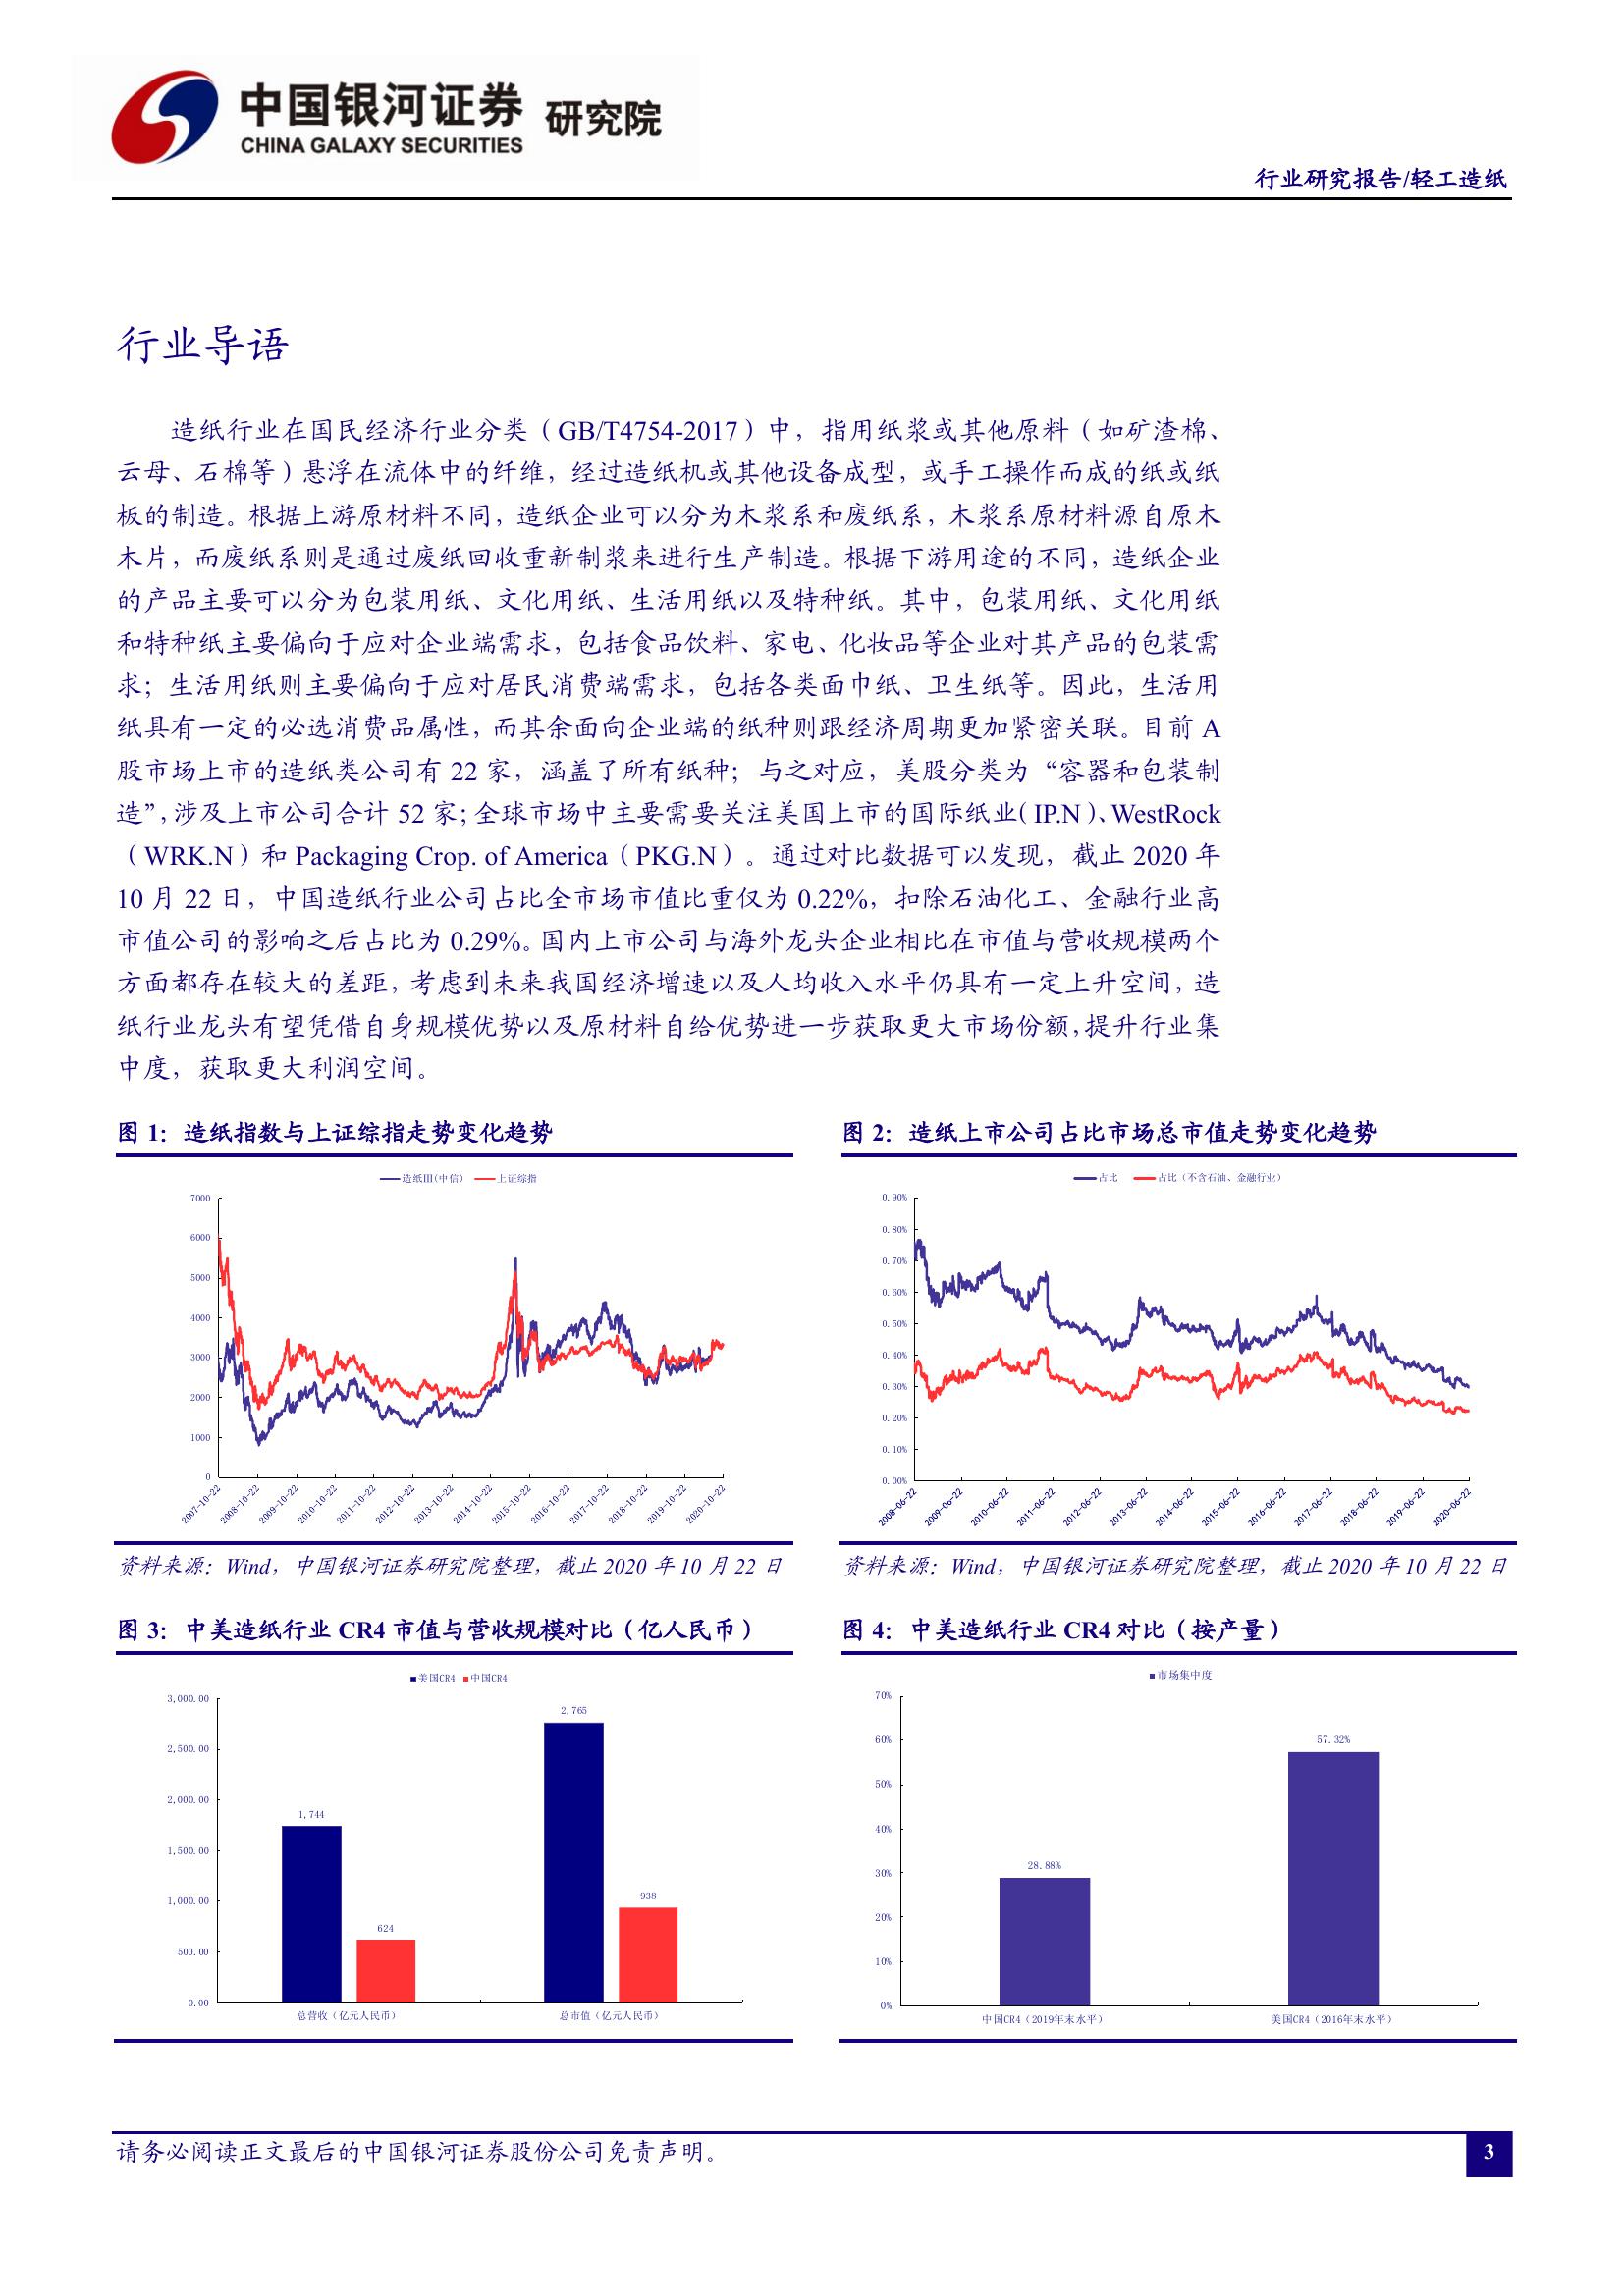 中国银河证券 研究院
CHINA GALAXY SECURITIES
行业研究报告/轻工造纸
行业导语
造纸行业在国民经济行业分类（GB/T4754-2017）中，指用纸浆或其他原料（如矿渣棉、
云母、石棉等）悬浮在流体中的纤维，经过造纸机或其他设备成型，或手工操作而成的纸或纸
板的制造。根据上游原材料不同，造纸企业可以分为木浆系和废纸系，木浆系原材料源自原木
木片，而废纸系则是通过废纸回收重新制浆来进行生产制造。根据下游用途的不同，造纸企业
的产品主要可以分为包装用纸、文化用纸、生活用纸以及特种纸。其中，包装用纸、文化用纸
和特种纸主要偏向于应对企业端需求，包括食品饮料、家电、化妆品等企业对其产品的包装需
求；生活用纸则主要偏向于应对居民消费端需求，包括各类面巾纸、卫生纸等。因此，生活用
纸具有一定的必选消费品属性，而其余面向企业端的纸种则跟经济周期更加紧密关联。目前 A
股市场上市的造纸类公司有 22 家，涵盖了所有纸种；与之对应，美股分类为“容器和包装制
造”，涉及上市公司合计 52 家；全球市场中主要需要关注美国上市的国际纸业（IP.N）、WestRock
（WRK.N）和 Packaging Crop. of America（PKG.N）。通过对比数据可以发现，截止 2020 年
10 月 22 日，中国造纸行业公司占比全市场市值比重仅为 0.22%，扣除石油化工、金融行业高
市值公司的影响之后占比为 0.29%。国内上市公司与海外龙头企业相比在市值与营收规模两个
方面都存在较大的差距，考虑到未来我国经济增速以及人均收入水平仍具有一定上升空间，造
纸行业龙头有望凭借自身规模优势以及原材料自给优势进一步获取更大市场份额，提升行业集
中度，获取更大利润空间。
图 1：造纸指数与上证综指走势变化趋势
造纸III(中信) 上证综指
7000
6000
5000
4000
3000
2000
1000
0
2007-10-22
2008-10-22
2009-10-22
2010-10-22
2011-10-22
2012-10-22
2013-10-22
2014-10-22
2015-10-22
2016-10-22
2017-10-22
2018-10-22
2019-10-22
2020-10-22
资料来源：Wind，中国银河证券研究院整理，截止 2020 年 10 月 22 日
图 2：造纸上市公司占比市场总市值走势变化趋势
占比 占比（不含石油、金融行业）
0.90%
0.80%
0.70%
0.60%
0.50%
0.40%
0.30%
0.20%
0.10%
0.00%
2008-06-22
2009-06-22
2010-06-22
2011-06-22
2012-06-22
2013-06-22
2014-06-22
2015-06-22
2016-06-22
2017-06-22
2018-06-22
2019-06-22
2020-06-22
资料来源：Wind，中国银河证券研究院整理，截止 2020 年 10 月 22 日
图 3：中美造纸行业 CR4 市值与营收规模对比（亿人民币）
美国CR4 中国CR4
3,000.00
2,500.00
2,000.00
1,500.00
1,000.00
500.00
0.00
1,744
624
2,765
938
总营收（亿元人民币）
总市值（亿元人民币）
图 4：中美造纸行业 CR4 对比（按产量）
市场集中度
70%
60%
50%
40%
30%
20%
10%
0%
28.88%
57.32%
中国CR4（2019年末水平）
美国CR4（2016年末水平）
请务必阅读正文最后的中国银河证券股份公司免责声明。
3